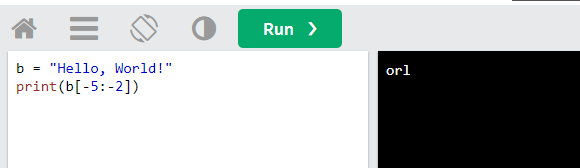 Run ❯
b = "Hello, World!"
print(b[-5:-2])
orl